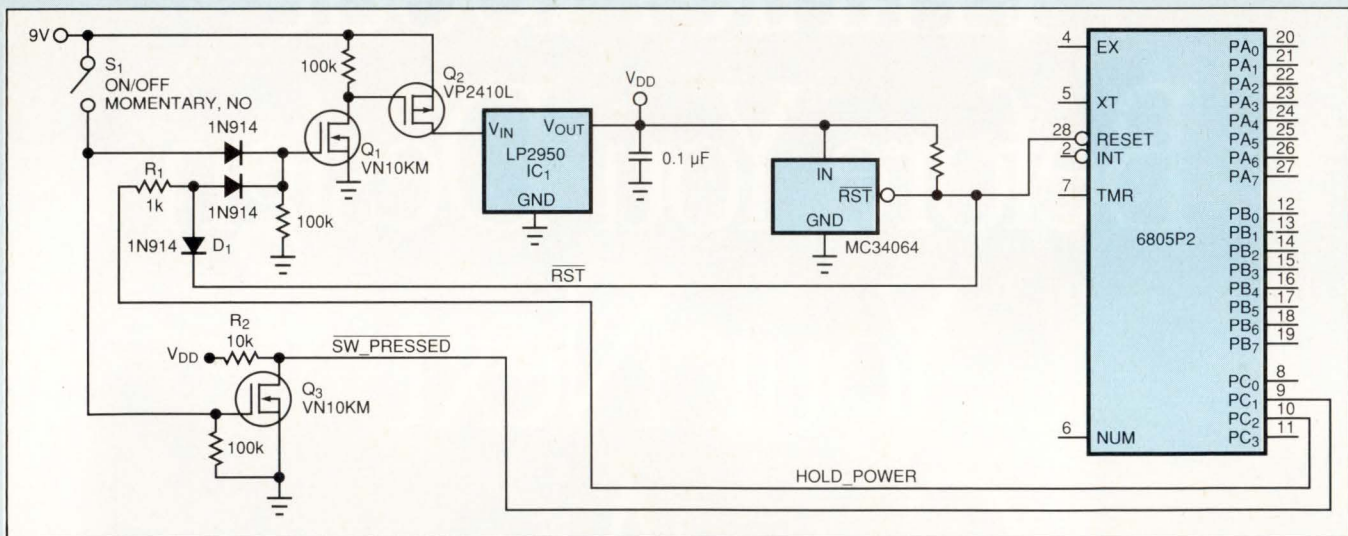 9V
S1
ON/OFF
MOMENTARY, NO
1N914
R1
1k
1N914
1N914
D1
100k
100k
Q1
VN10KM
Q2
VP2410L
VIN
VOUT
LP2950
IC1
GND
VDD
0.1 µF
IN
RST
GND
MC34064
RST
R2
10k
VDD
SW_PRESSED
Q3
VN10KM
100k
HOLD_POWER
4
EX
5
XT
28
RESET
2
INT
7
TMR
6
NUM
6805P2
PA0 20
PA1 21
PA2 22
PA3 23
PA4 24
PA5 25
PA6 26
PA7 27
PB0 12
PB1 13
PB2 14
PB3 15
PB4 16
PB5 17
PB6 18
PB7 19
PC0 8
PC1 9
PC2 10
PC3 11